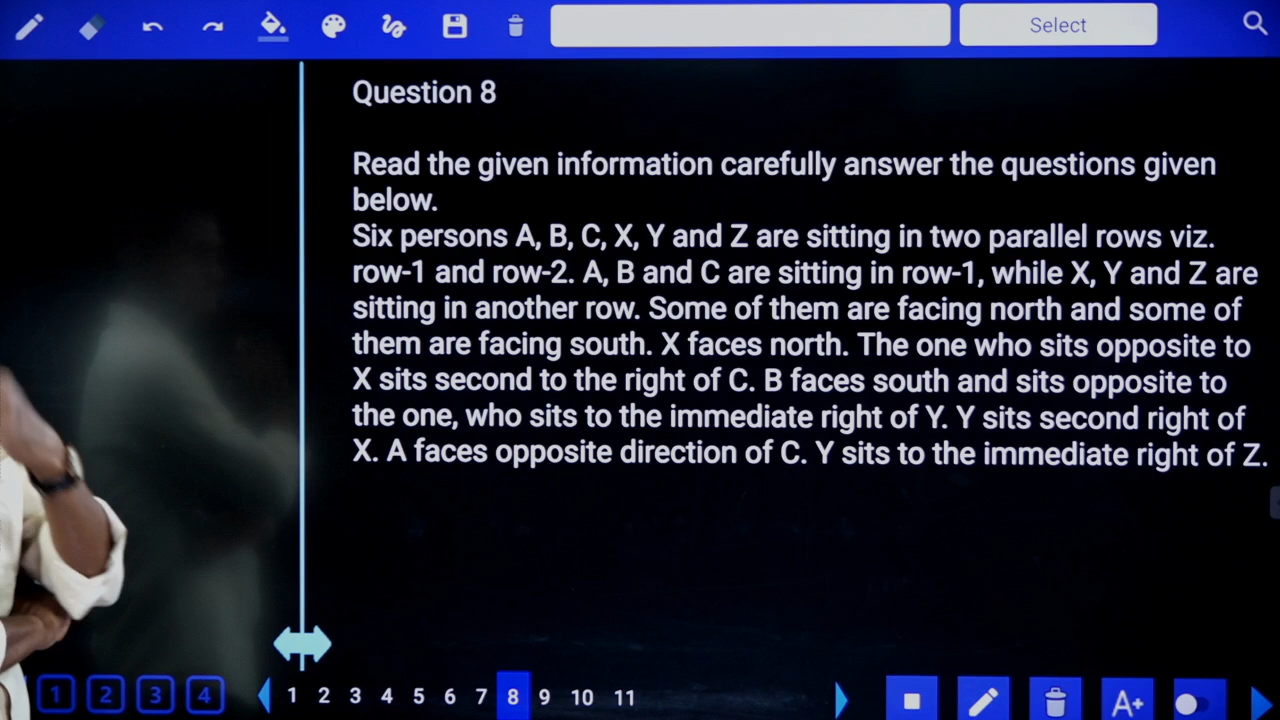 Select
Question 8
Read the given information carefully answer the questions given
below.
Six persons A, B, C, X, Y and Z are sitting in two parallel rows viz.
row-1 and row-2. A, B and C are sitting in row-1, while X, Y and Z are
sitting in another row. Some of them are facing north and some of
them are facing south. X faces north. The one who sits opposite to
X sits second to the right of C. B faces south and sits opposite to
the one, who sits to the immediate right of Y. Y sits second right of
X. A faces opposite direction of C. Y sits to the immediate right of Z.
1 2 3 4 1 2 3 4 5 6 7 8 9 10 11 A+